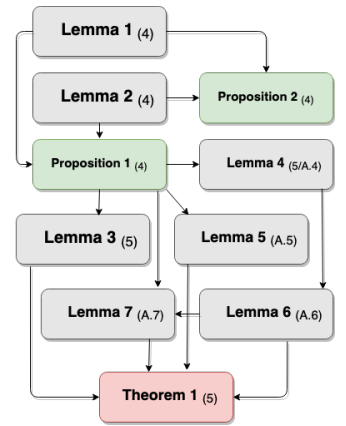 Lemma 1 (4)
Lemma 2 (4)
Proposition 2 (4)
Proposition 1 (4)
Lemma 4 (5/A.4)
Lemma 3 (5)
Lemma 5 (A.5)
Lemma 7 (A.7)
Lemma 6 (A.6)
Theorem 1 (5)